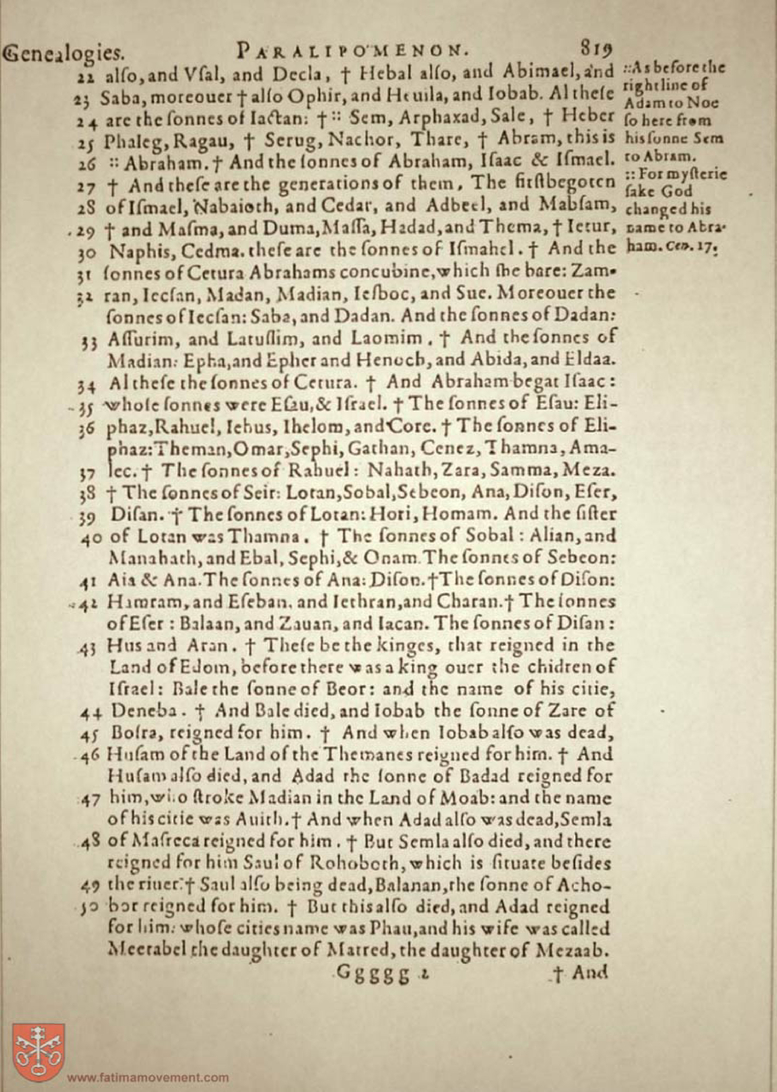 Genealogies. PARALIPOMENON. 819
22 alſo, and Vſal, and Decla, † Hebal alſo, and Abimael, and
23 Saba, moreouer † alſo Ophir, and Heuila, and Iobab. Al theſe
24 are the ſonnes of Iactan: † :: Sem, Arphaxad, Sale, † Heber
25 Phaleg, Ragau, † Serug, Nachor, Thare, † Abram, this is
26 :: Abraham. † And the ſonnes of Abraham, Iſaac & Iſmael.
27 † And theſe are the generations of them. The firſtbegoten
28 of Iſmael, Nabaioth, and Cedar, and Adbeel, and Mabſam,
29 † and Maſma, and Duma, Maſſa, Hadad, and Thema, † Ietur,
30 Naphis, Cedma. theſe are the ſonnes of Iſmahel. † And the
31 ſonnes of Cetura Abrahams concubine, which ſhe bare: Zam-
32 ran, Iecſan, Madan, Madian, Ieſboc, and Sue. Moreouer the
ſonnes of Iecſan: Saba, and Dadan. And the ſonnes of Dadan:
33 Aſſurim, and Latuſſim, and Laomim. † And the ſonnes of
Madian: Epha, and Epher and Henoch, and Abida, and Eldaa.
34 Al theſe the ſonnes of Cetura. † And Abraham begat Iſaac:
35 whoſe ſonnes were Eſau, & Iſrael. † The ſonnes of Eſau: Eli-
36 phaz, Rahuel, Iehus, Ihelom, and Core. † The ſonnes of Eli-
phaz: Theman, Omar, Sephi, Gathan, Cenez, Thamna, Ama-
37 lec. † The ſonnes of Rahuel: Nahath, Zara, Samma, Meza.
38 † The ſonnes of Seir: Lotan, Sobal, Sebeon, Ana, Diſon, Eſer,
39 Diſan. † The ſonnes of Lotan: Hori, Homam. And the ſiſter
40 of Lotan was Thamna. † The ſonnes of Sobal: Alian, and
Manahath, and Ebal, Sephi, & Onam. The ſonnes of Sebeon:
41 Aia & Ana. The ſonnes of Ana: Diſon. † The ſonnes of Diſon:
42 Hamram, and Eſeban, and Iethran, and Charan. † The ſonnes
of Eſer: Balaan, and Zauan, and Iacan. The ſonnes of Diſan:
43 Hus and Aran. † Theſe be the kinges, that reigned in the
Land of Edom, before there was a king ouer the chidren of
Iſrael: Bale the ſonne of Beor: and the name of his citie,
44 Deneba. † And Bale died, and Iobab the ſonne of Zare of
45 Boſra, reigned for him. † And when Iobab alſo was dead,
46 Huſam of the Land of the Themanes reigned for him. † And
Huſam alſo died, and Adad the ſonne of Badad reigned for
47 him, who ſtroke Madian in the Land of Moab: and the name
of his citie was Auith. † And when Adad alſo was dead, Semla
48 of Maſreca reigned for him. † But Semla alſo died, and there
reigned for him Saul of Rohoboth, which is ſituate beſides
49 the riuer: † Saul alſo being dead, Balanan, the ſonne of Acho-
50 bor reigned for him. † But this alſo died, and Adad reigned
for him: whoſe cities name was Phau, and his wife was called
Meetabel the daughter of Matred, the daughter of Mezaab.
Ggggg 2 † And
::As before the
right line of
Adam to Noe
ſo here from
his ſonne Sem
to Abram.
:: For myſterie
ſake God
changed his
name to Abra-
ham. Gen. 17.
www.fatimamovement.com